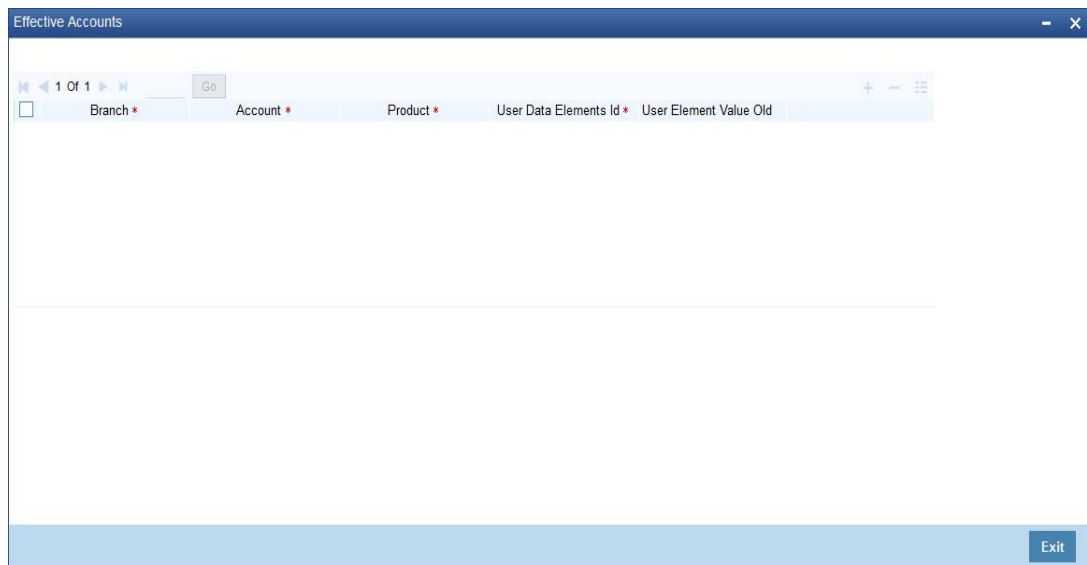 Effective Accounts
1 Of 1 Go
Branch * Account * Product * User Data Elements Id * User Element Value Old
Exit